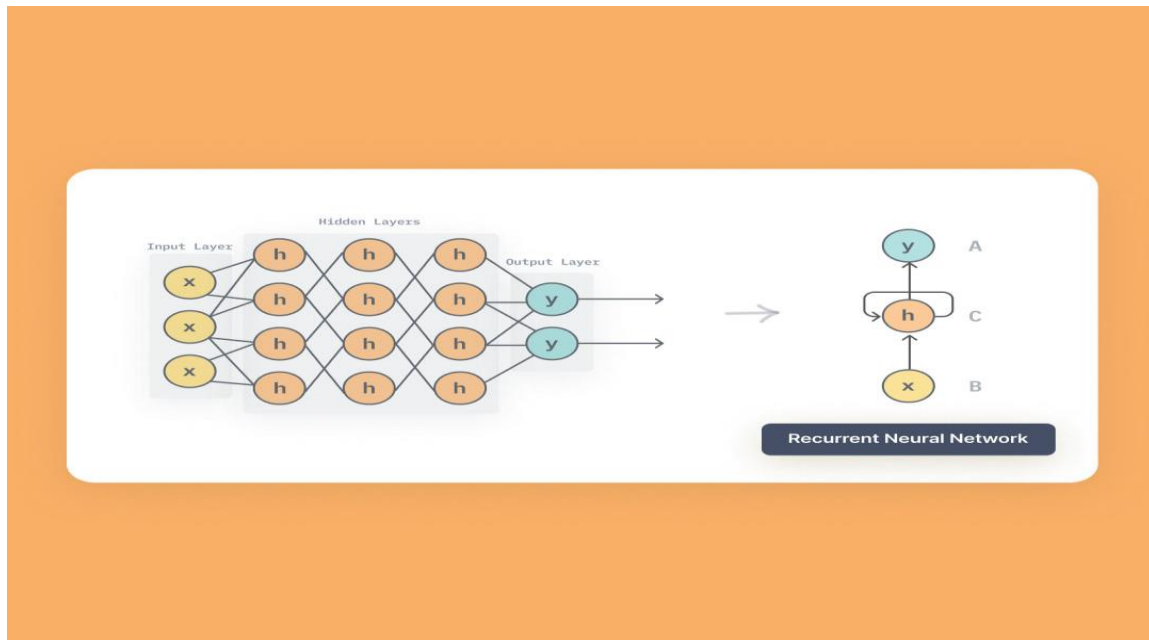 Hidden Layers
Input Layer
Output Layer
x
x
x
h
h
h
h
h
h
h
h
h
h
h
h
y
y
y
A
h
C
x
B
Recurrent Neural Network